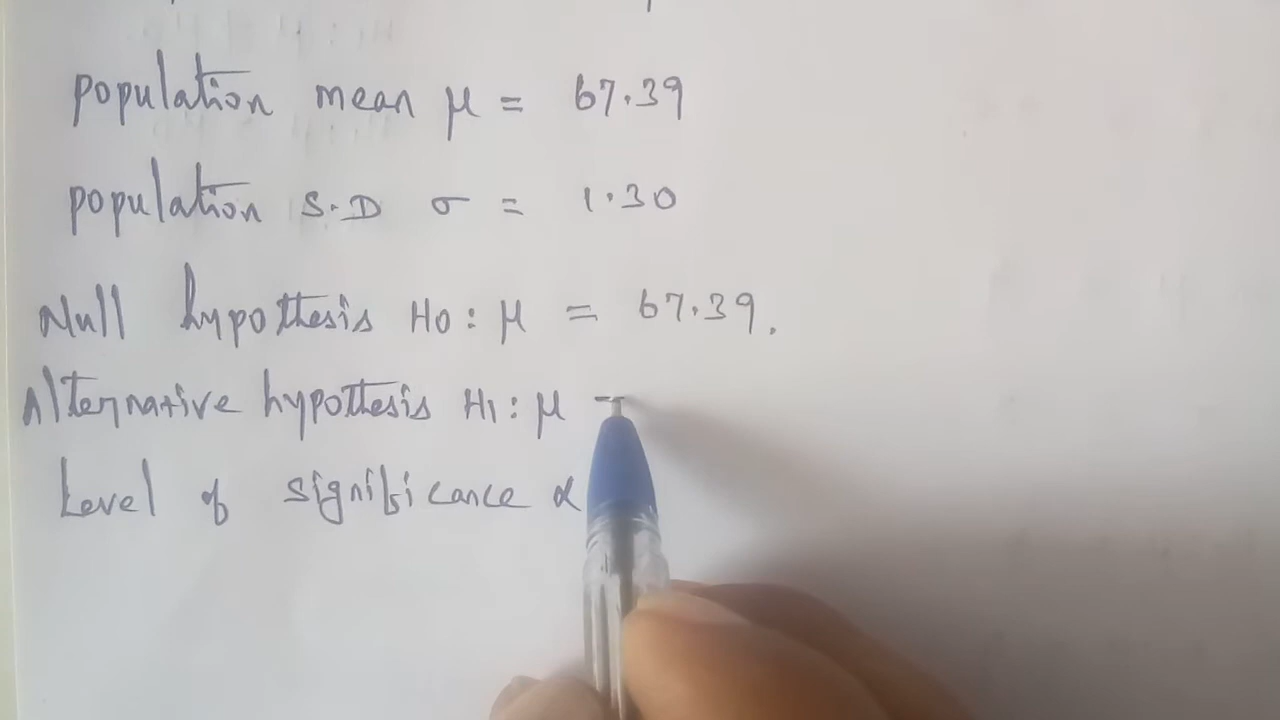 population mean μ = 67.39
population S.D σ = 1.30
Null hypothesis H0 : μ = 67.39.
Alternative hypothesis H1 : μ
Level of significance α